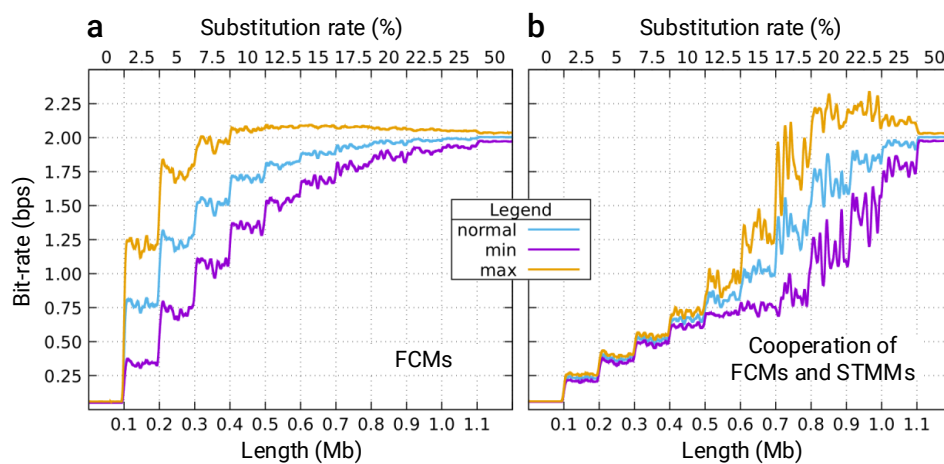 a
Substitution rate (%)
0 2.5 5 7.5 10 12.5 15 17.5 20 22.5 25 50
Bit-rate (bps)
2.25
2.00
1.75
1.50
1.25
1.00
0.75
0.50
0.25
FCMs
0.1 0.2 0.3 0.4 0.5 0.6 0.7 0.8 0.9 1.0 1.1
Length (Mb)
Legend
normal
min
max
b
Substitution rate (%)
0 2.5 5 7.5 10 12.5 15 17.5 20 22.5 25 50
Cooperation of
FCMs and STMMs
0.1 0.2 0.3 0.4 0.5 0.6 0.7 0.8 0.9 1.0 1.1
Length (Mb)